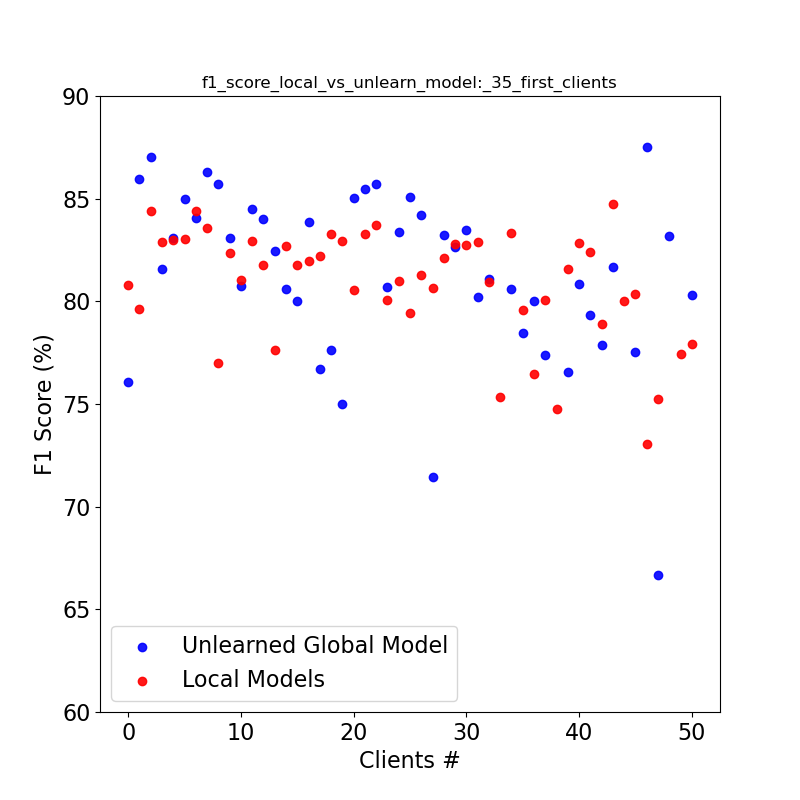 f1_score_local_vs_unlearn_model:_35_first_clients
90
85
80
75
70
65
60
F1 Score (%)
Unlearned Global Model
Local Models
0 10 20 30 40 50
Clients #